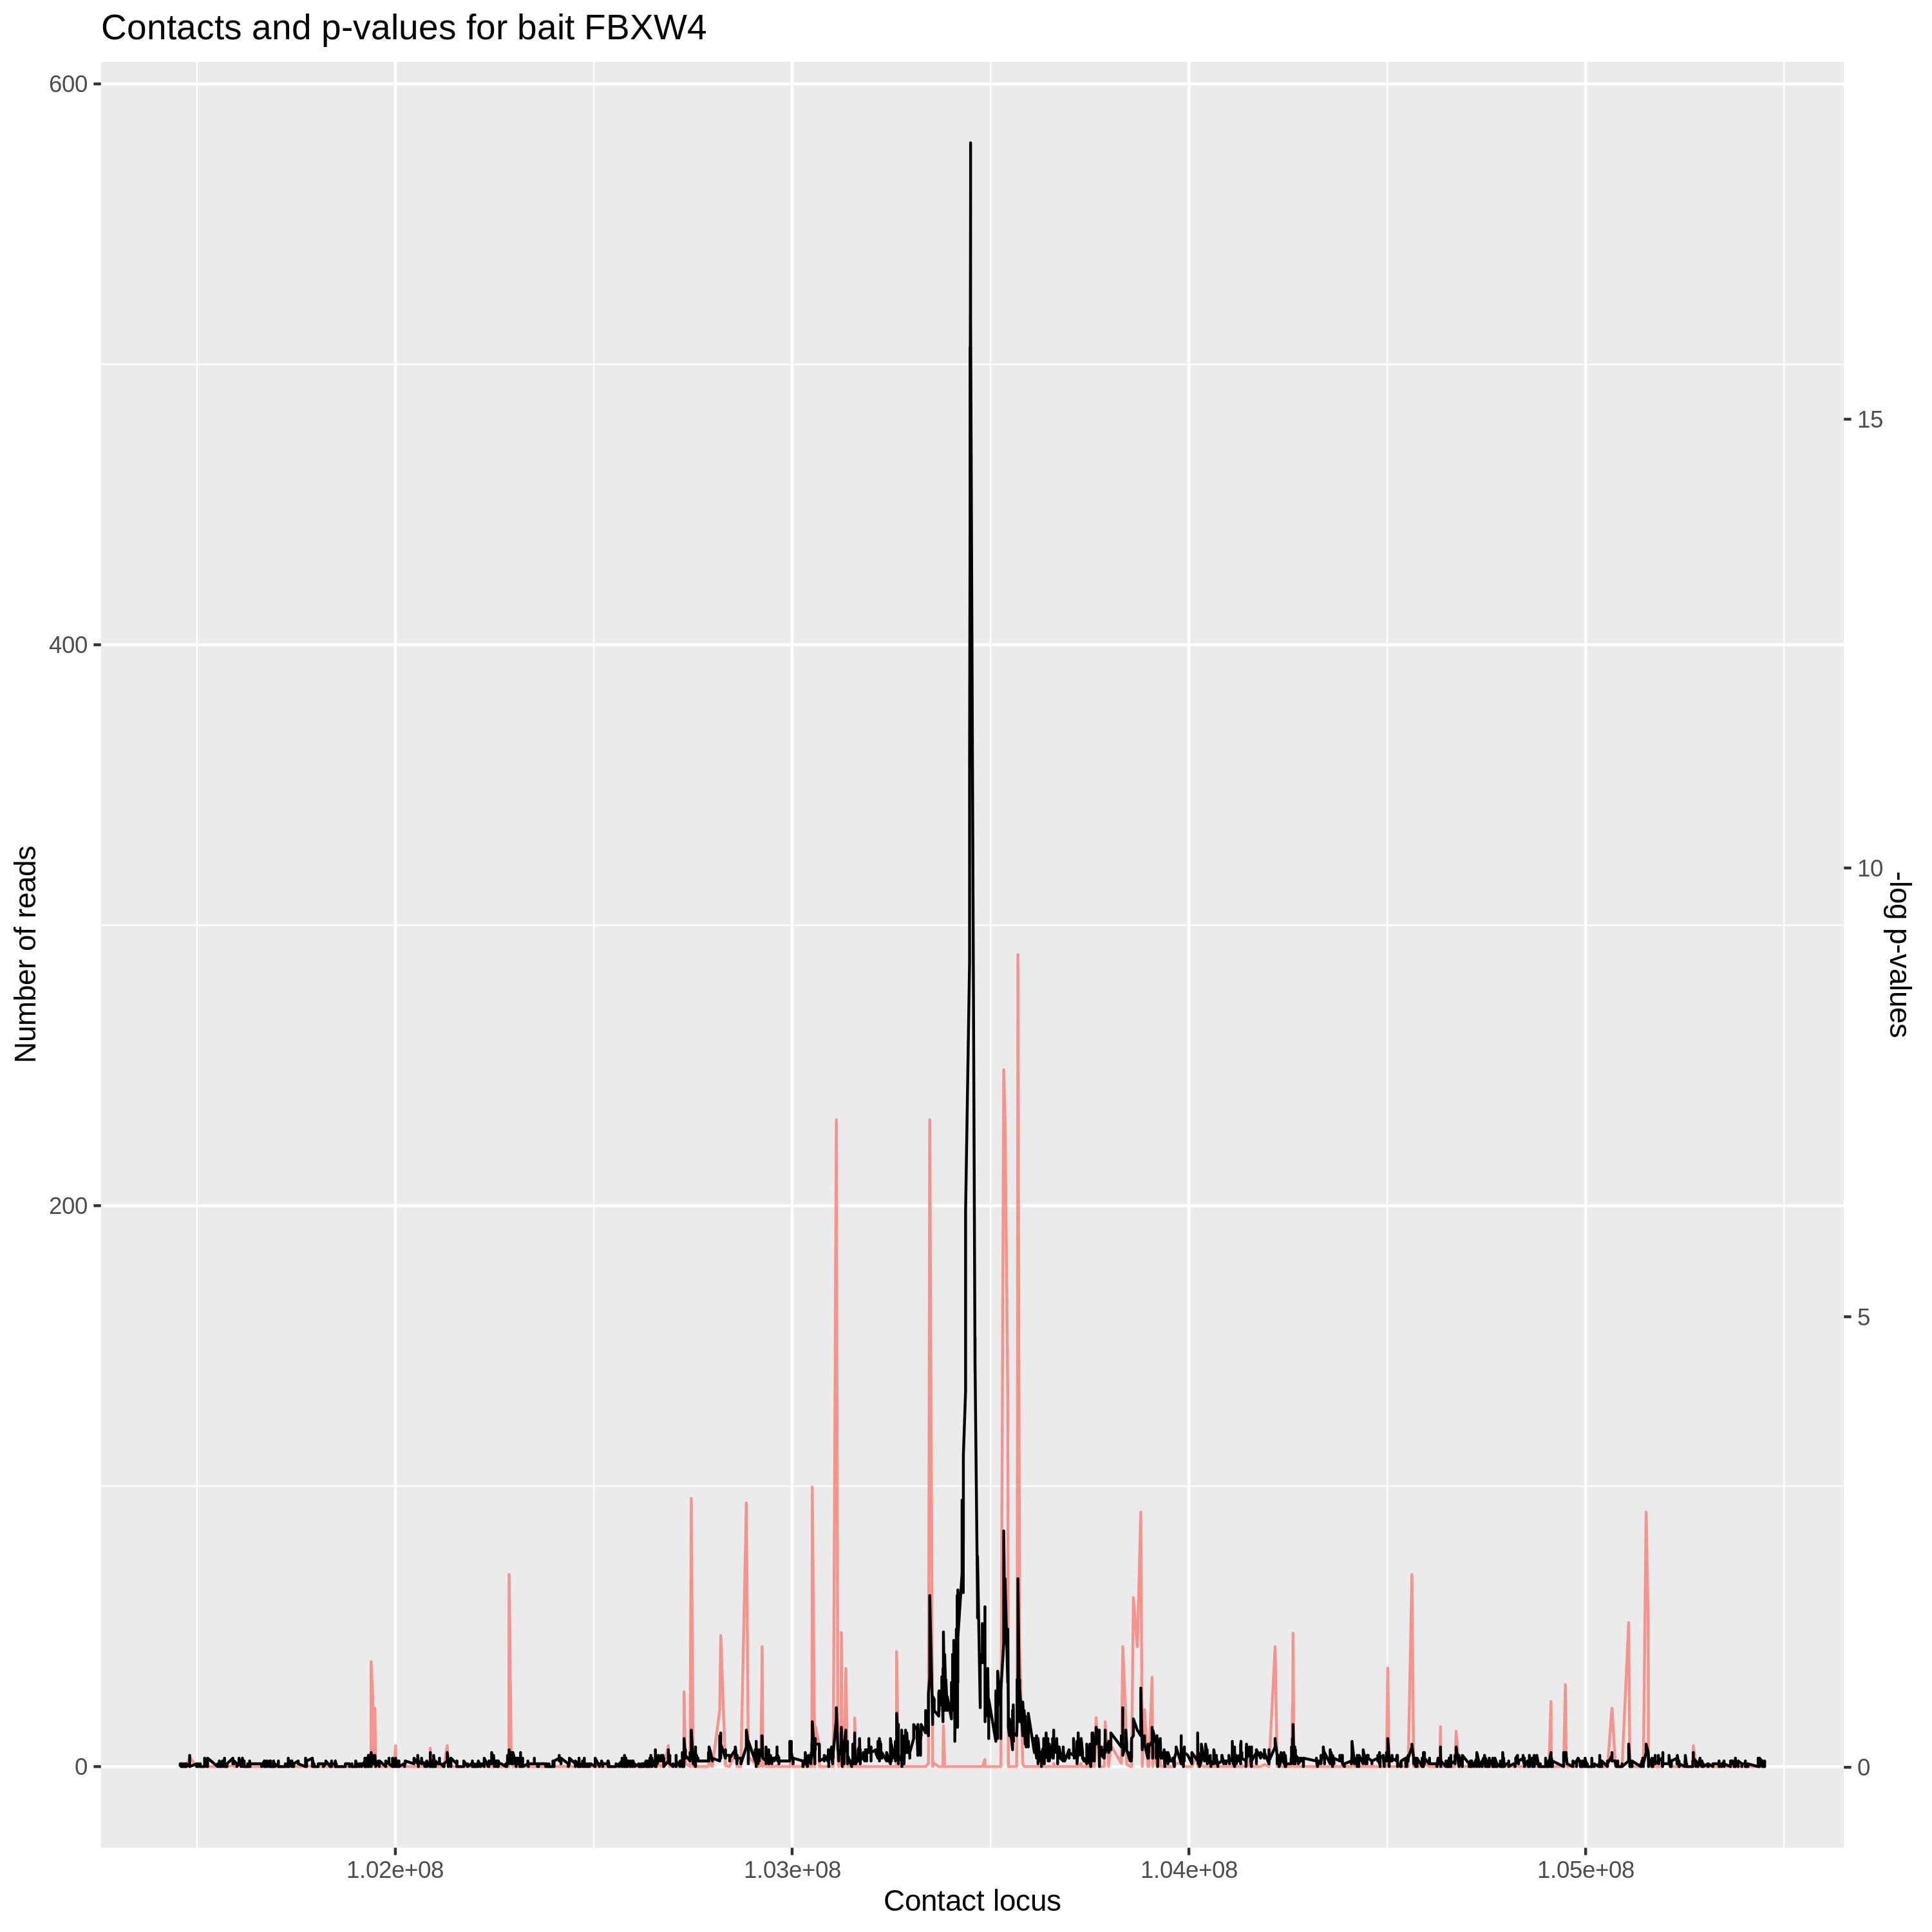 Contacts and p-values for bait FBXW4
600
400
200
0
Number of reads
15
10
5
0
-log p-values
1.02e+08
1.03e+08
1.04e+08
1.05e+08
Contact locus